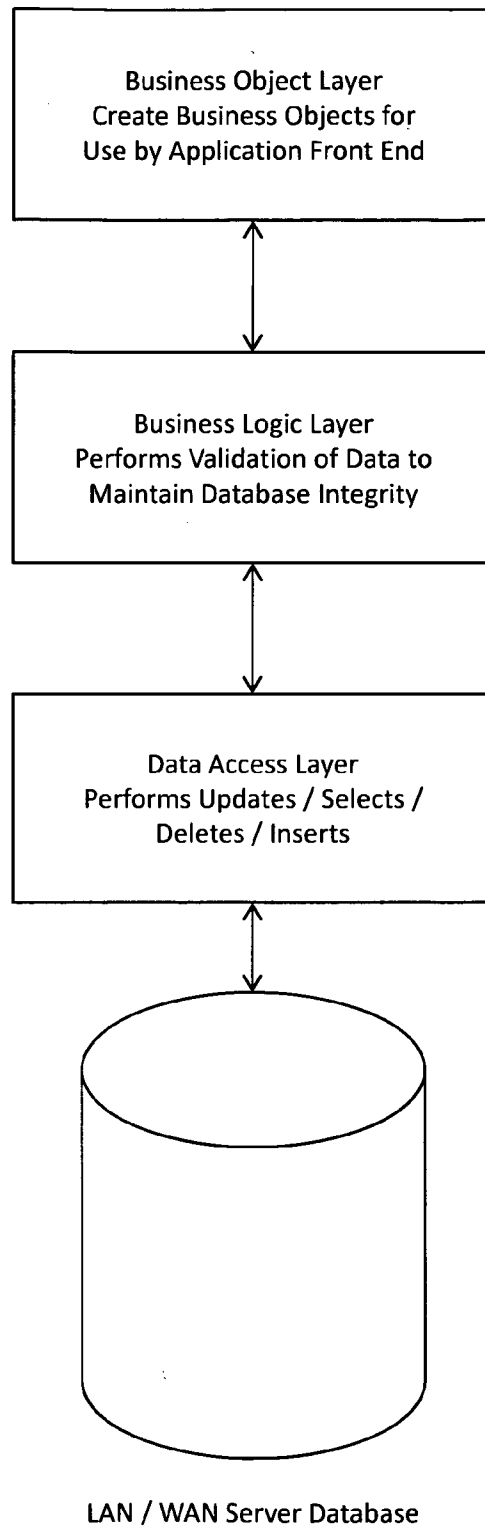 Business Object Layer
Create Business Objects for
Use by Application Front End
Business Logic Layer
Performs Validation of Data to
Maintain Database Integrity
Data Access Layer
Performs Updates / Selects /
Deletes / Inserts
LAN / WAN Server Database